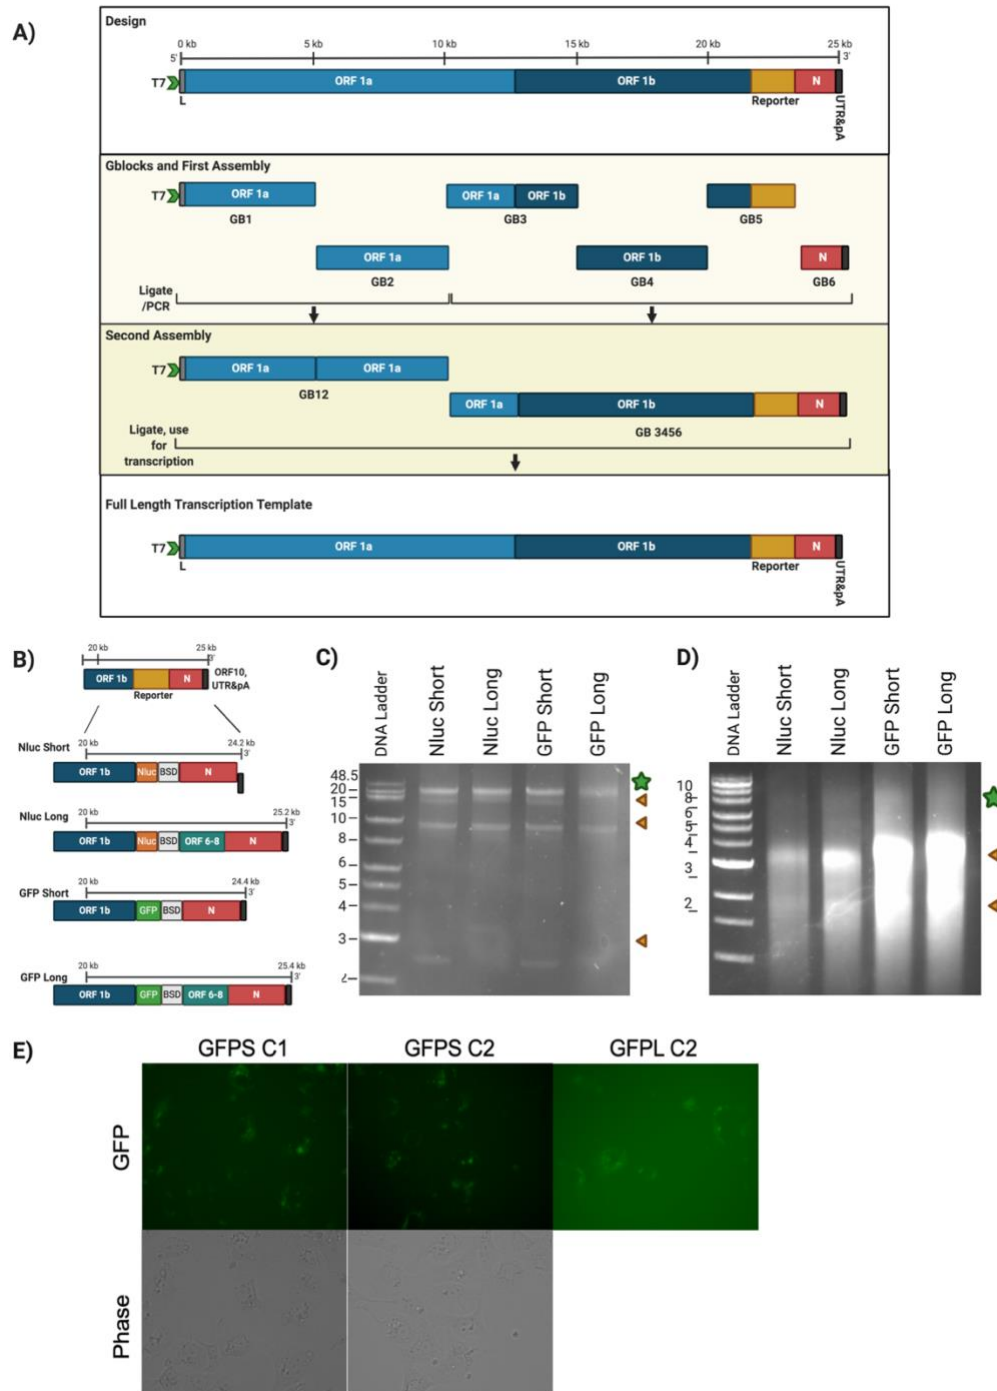 A)
Design
0 kb 5 kb 10 kb 15 kb 20 kb 25 kb
5' 3'
T7 ORF 1a ORF 1b N
L Reporter UTR&pA
Gblocks and First Assembly
T7 ORF 1a ORF 1a ORF 1b
GB1 GB3 GB5
ORF 1a ORF 1b N
GB2 GB4 GB6
Ligate
/PCR
Second Assembly
T7 ORF 1a ORF 1a
GB12
ORF 1a ORF 1b N
GB 3456
Ligate, use
for
transcription
Full Length Transcription Template
T7 ORF 1a ORF 1b N
L Reporter UTR&pA
B)
20 kb 25 kb
3'
ORF 1b N ORF10,
UTR&pA
Reporter
Nluc Short
20 kb 24.2 kb
3'
ORF 1b Nluc BSD N
Nluc Long
20 kb 25.2 kb
3'
ORF 1b Nluc BSD ORF 6-8 N
GFP Short
20 kb 24.4 kb
3'
ORF 1b GFP BSD N
GFP Long
20 kb 25.4 kb
3'
ORF 1b GFP BSD ORF 6-8 N
C)
DNA Ladder
Nluc Short
Nluc Long
GFP Short
GFP Long
48.5
20
15
10
8
6
5
4
3
2
D)
DNA Ladder
Nluc Short
Nluc Long
GFP Short
GFP Long
10
8
6
5
4
3
2
E)
GFPS C1 GFPS C2 GFPL C2
GFP
Phase